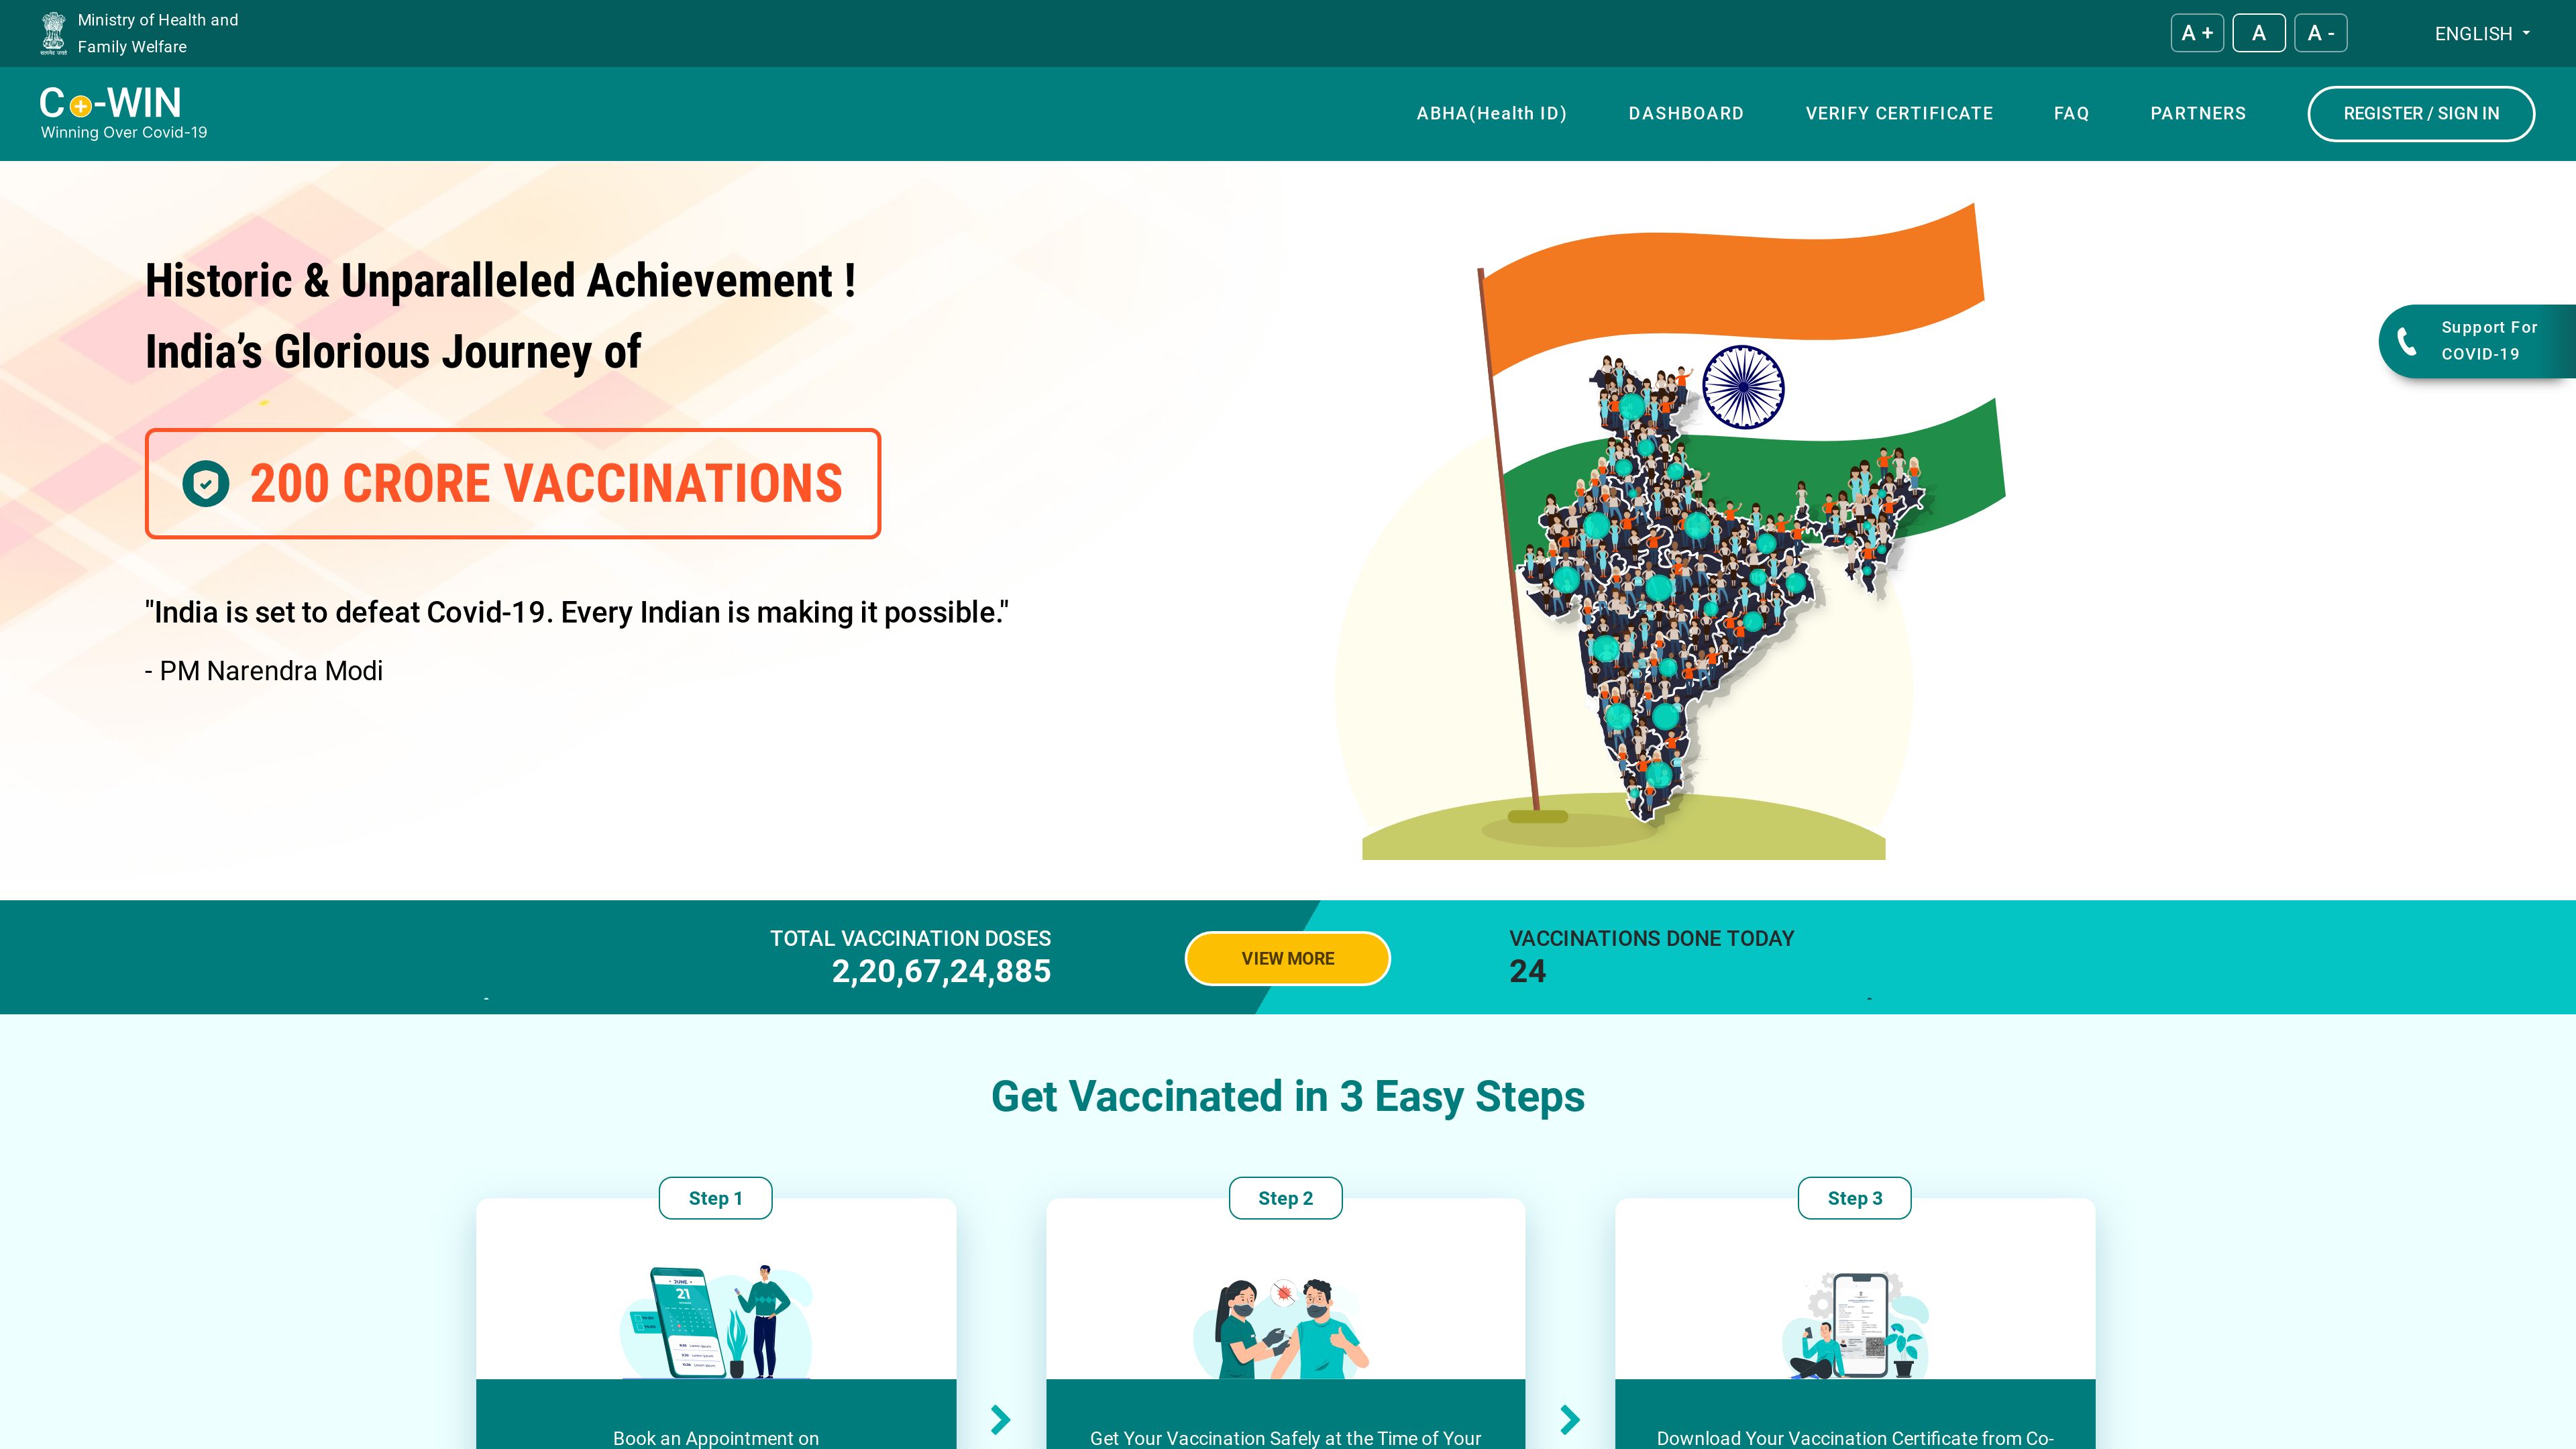 Ministry of Health and
Family Welfare
A +
A
A -
ENGLISH
Co-WIN
Winning Over Covid-19
ABHA(Health ID)
DASHBOARD
VERIFY CERTIFICATE
FAQ
PARTNERS
REGISTER / SIGN IN
Historic & Unparalleled Achievement !
India’s Glorious Journey of
200 CRORE VACCINATIONS
"India is set to defeat Covid-19. Every Indian is making it possible."
- PM Narendra Modi
Support For
COVID-19
TOTAL VACCINATION DOSES
2,20,67,24,885
VIEW MORE
VACCINATIONS DONE TODAY
24
Get Vaccinated in 3 Easy Steps
Step 1
JUNE
21
Book an Appointment on
Step 2
Get Your Vaccination Safely at the Time of Your
Step 3
Download Your Vaccination Certificate from Co-